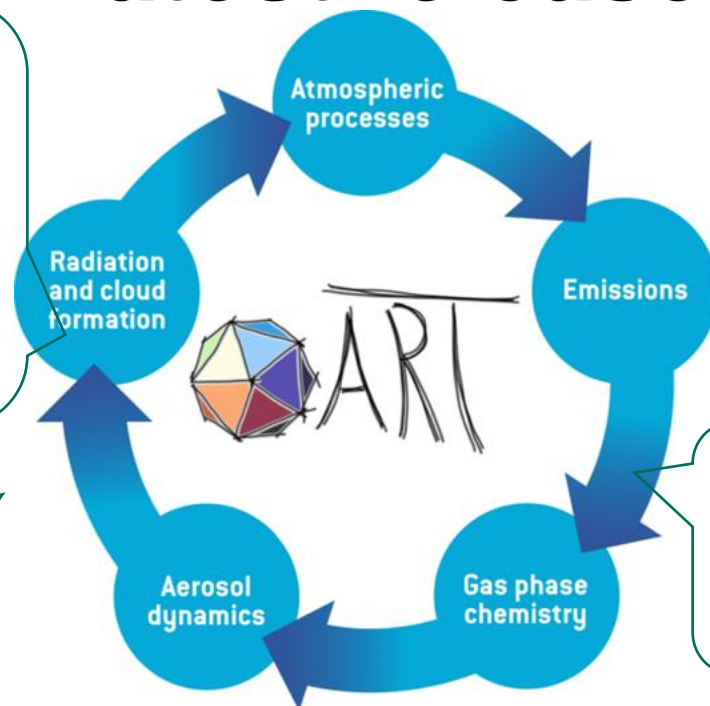 Atmospheric
processes
Radiation
and cloud
formation
Emissions
ART
Aerosol
dynamics
Gas phase
chemistry